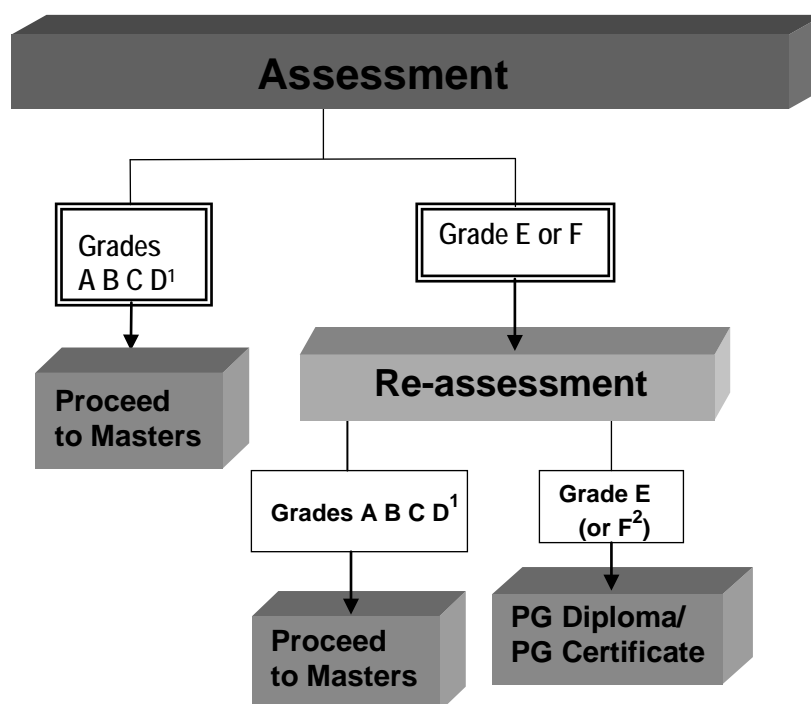 Assessment
Grades
A B C D¹
Grade E or F
Re-assessment
Proceed
to Masters
Grades A B C D¹
Grade E
(or F²)
Proceed
to Masters
PG Diploma/
PG Certificate